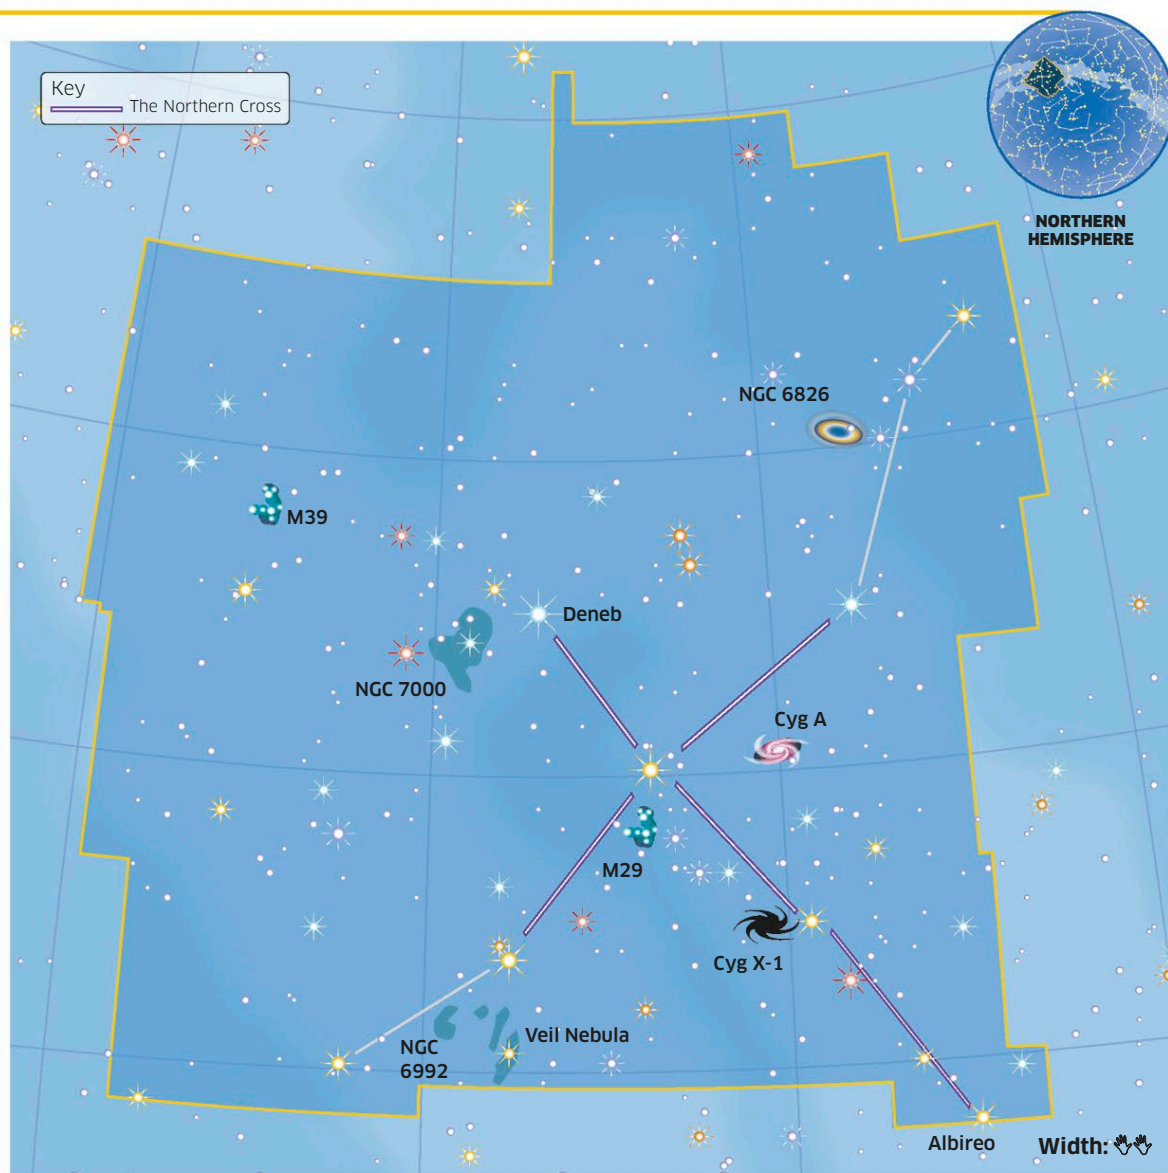 Key
The Northern Cross
NORTHERN
HEMISPHERE
NGC 6826
M39
Deneb
NGC 7000
Cyg A
M29
Cyg X-1
Veil Nebula
NGC
6992
Albireo
Width: